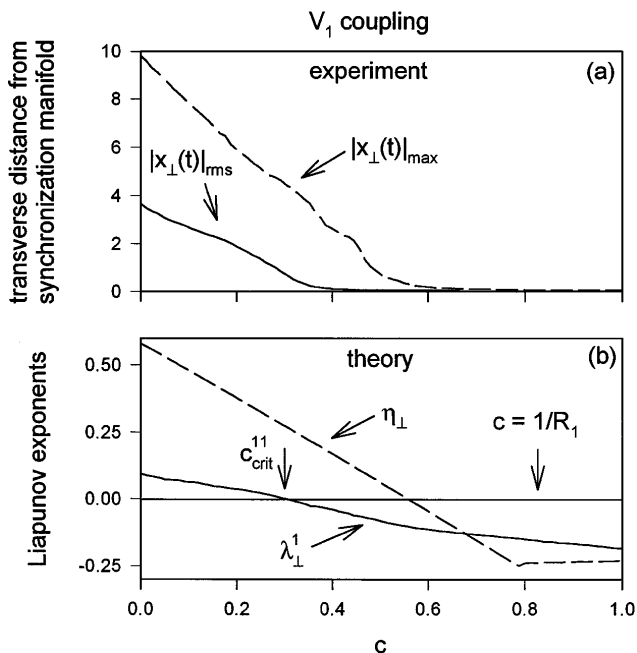 V₁ coupling
experiment
(a)
transverse distance from
synchronization manifold
10
8
6
4
2
0
|x⊥(t)|rms
|x⊥(t)|max
theory
(b)
Liapunov exponents
0.50
0.25
0.00
-0.25
η⊥
c = 1/R₁
c¹¹crit
λ¹⊥
0.0 0.2 0.4 0.6 0.8 1.0
c